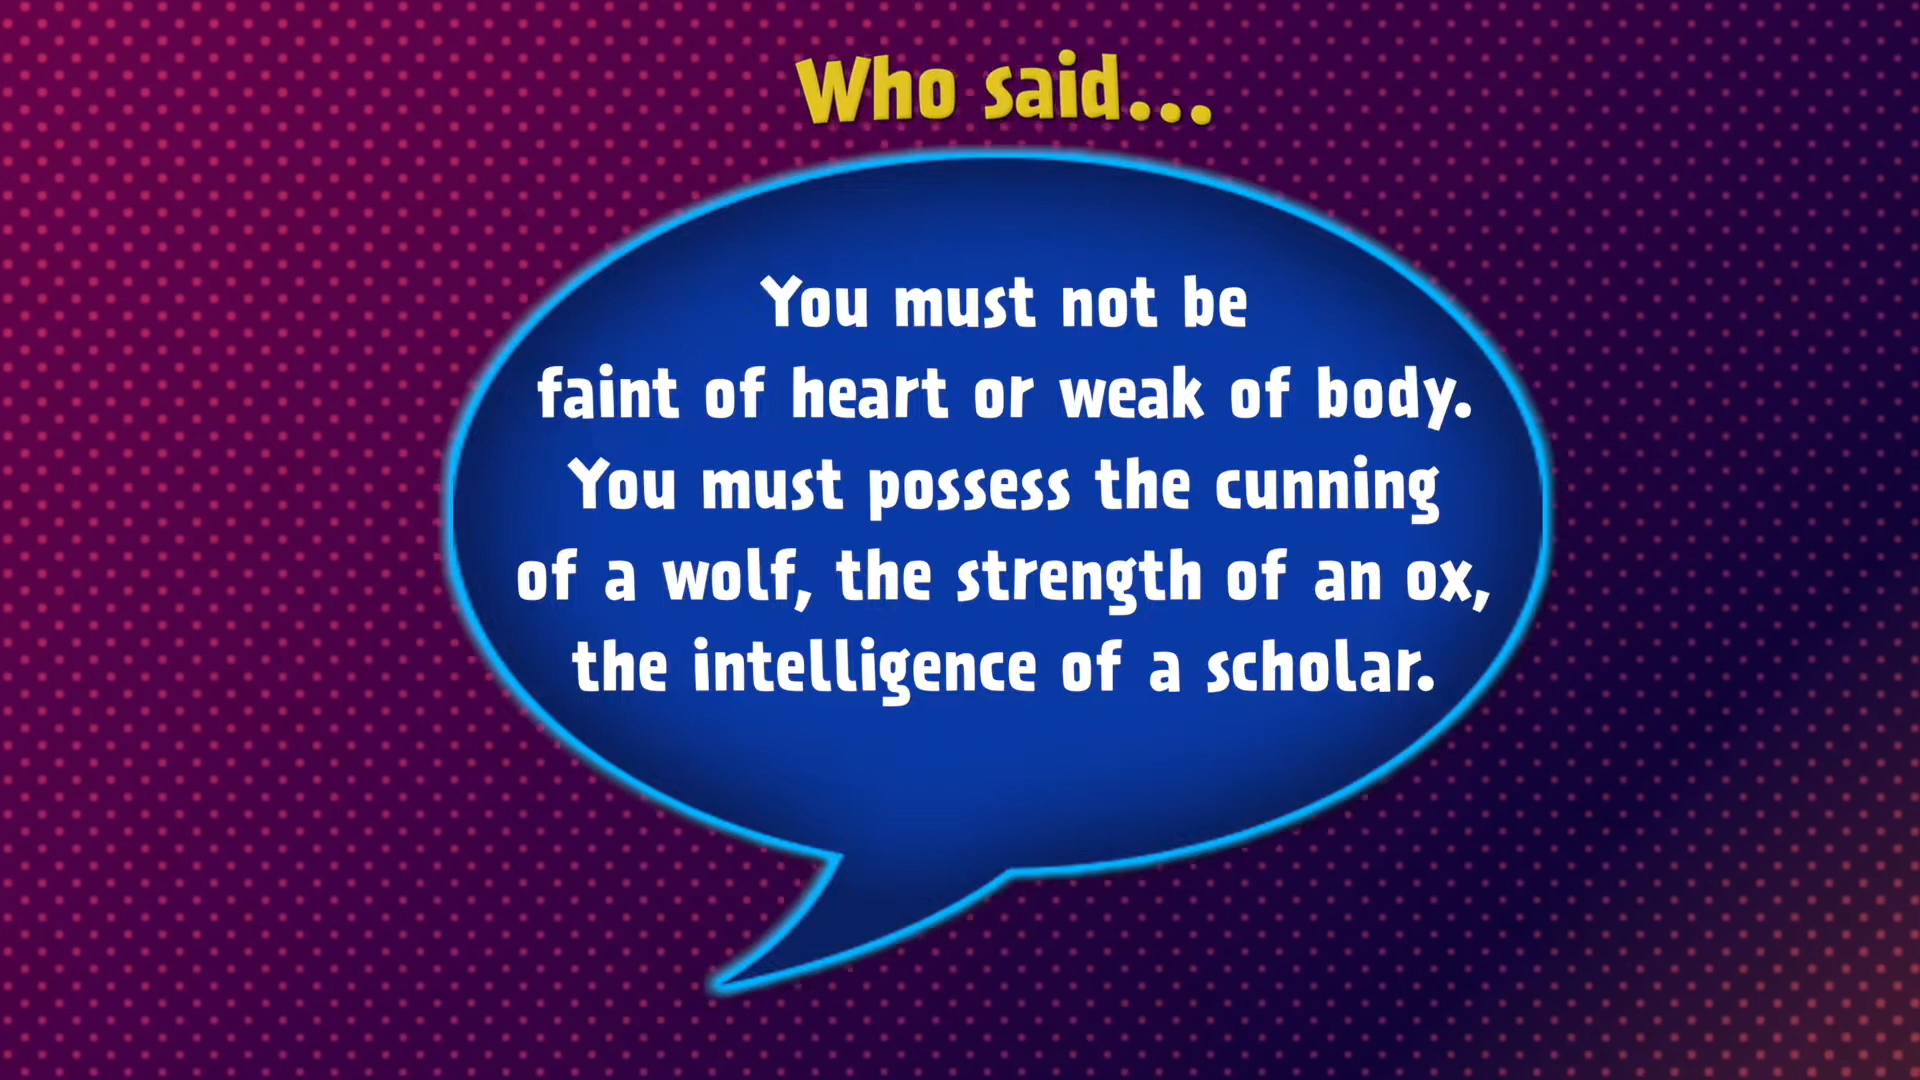 Who said...
You must not be
faint of heart or weak of body.
You must possess the cunning
of a wolf, the strength of an ox,
the intelligence of a scholar.